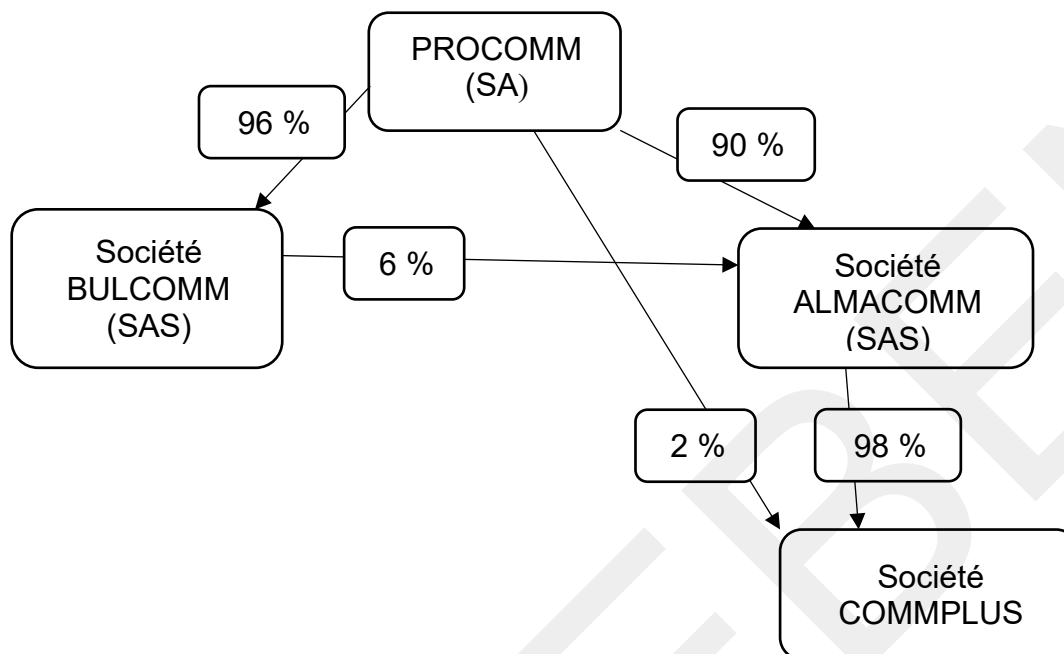 PROCOMM
(SA)
96 %
90 %
Société
BULCOMM
(SAS)
6 %
Société
ALMACOMM
(SAS)
2 %
98 %
Société
COMMPLUS